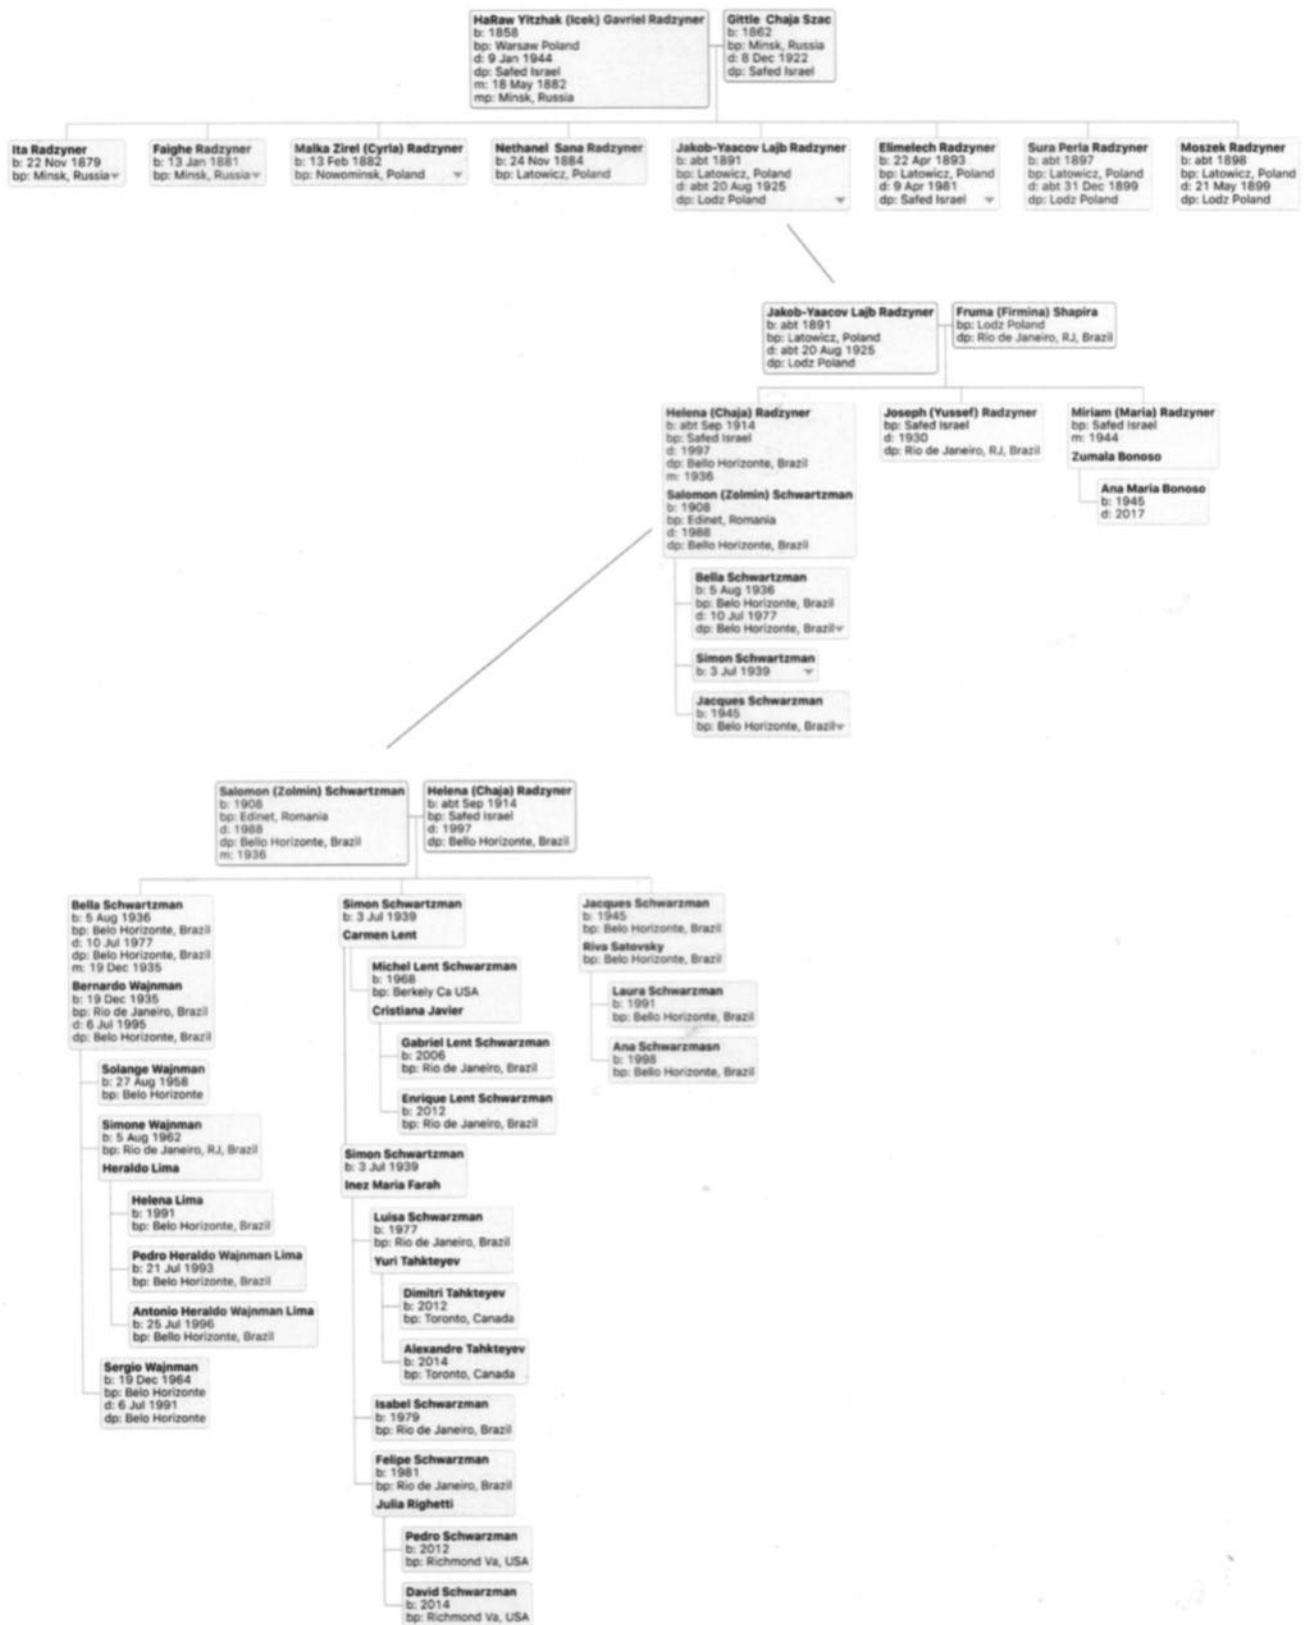 HaRaw Yitzhak (Icek) Gavriel Radzyner
b: 1858
bp: Warsaw Poland
d: 9 Jan 1944
dp: Safed Israel
m: 18 May 1882
mp: Minsk, Russia
Gittle Chaja Szac
b: 1862
bp: Minsk, Russia
d: 8 Dec 1922
dp: Safed Israel
Ita Radzyner
b: 22 Nov 1879
bp: Minsk, Russia
Faighe Radzyner
b: 13 Jan 1881
bp: Minsk, Russia
Malka Zirel (Cyrla) Radzyner
b: 13 Feb 1882
bp: Nowominsk, Poland
Nethanel Sana Radzyner
b: 24 Nov 1884
bp: Latowicz, Poland
Jakob-Yaacov Lajb Radzyner
b: abt 1891
bp: Latowicz, Poland
d: abt 20 Aug 1925
dp: Lodz Poland
Elimelech Radzyner
b: 22 Apr 1893
bp: Latowicz, Poland
d: 9 Apr 1981
dp: Safed Israel
Sura Perla Radzyner
b: abt 1897
bp: Latowicz, Poland
d: abt 31 Dec 1899
dp: Lodz Poland
Moszek Radzyner
b: abt 1898
bp: Latowicz, Poland
d: 21 May 1899
dp: Lodz Poland
Jakob-Yaacov Lajb Radzyner
b: abt 1891
bp: Latowicz, Poland
d: abt 20 Aug 1925
dp: Lodz Poland
Fruma (Firmina) Shapira
bp: Lodz Poland
dp: Rio de Janeiro, RJ, Brazil
Helena (Chaja) Radzyner
b: abt Sep 1914
bp: Safed Israel
d: 1997
dp: Bello Horizonte, Brazil
m: 1936
Salomon (Zolmin) Schwartzman
b: 1908
bp: Edinet, Romania
d: 1988
dp: Bello Horizonte, Brazil
Joseph (Yussef) Radzyner
bp: Safed Israel
d: 1930
dp: Rio de Janeiro, RJ, Brazil
Miriam (Maria) Radzyner
bp: Safed Israel
m: 1944
Zumala Bonoso
Ana Maria Bonoso
b: 1945
d: 2017
Bella Schwartzman
b: 5 Aug 1936
bp: Belo Horizonte, Brazil
d: 10 Jul 1977
dp: Belo Horizonte, Brazil
Simon Schwartzman
b: 3 Jul 1939
Jacques Schwarzman
b: 1945
bp: Belo Horizonte, Brazil
Salomon (Zolmin) Schwartzman
b: 1908
bp: Edinet, Romania
d: 1988
dp: Bello Horizonte, Brazil
m: 1936
Helena (Chaja) Radzyner
b: abt Sep 1914
bp: Safed Israel
d: 1997
dp: Bello Horizonte, Brazil
Bella Schwartzman
b: 5 Aug 1936
bp: Belo Horizonte, Brazil
d: 10 Jul 1977
dp: Belo Horizonte, Brazil
m: 19 Dec 1935
Bernardo Wajnman
b: 19 Dec 1935
bp: Rio de Janeiro, Brazil
d: 6 Jul 1995
dp: Belo Horizonte, Brazil
Solange Wajnman
b: 27 Aug 1958
bp: Belo Horizonte
Simone Wajnman
b: 5 Aug 1962
bp: Rio de Janeiro, RJ, Brazil
Heraldo Lima
Helena Lima
b: 1991
bp: Belo Horizonte, Brazil
Pedro Heraldo Wajnman Lima
b: 21 Jul 1993
bp: Belo Horizonte, Brazil
Antonio Heraldo Wajnman Lima
b: 25 Jul 1996
bp: Bello Horizonte, Brazil
Sergio Wajnman
b: 19 Dec 1964
bp: Belo Horizonte
d: 6 Jul 1991
dp: Belo Horizonte
Simon Schwartzman
b: 3 Jul 1939
Carmen Lent
Michel Lent Schwarzman
b: 1968
bp: Berkely Ca USA
Cristiana Javier
Gabriel Lent Schwarzman
b: 2006
bp: Rio de Janeiro, Brazil
Enrique Lent Schwarzman
b: 2012
bp: Rio de Janeiro, Brazil
Simon Schwartzman
b: 3 Jul 1939
Inez Maria Farah
Luisa Schwarzman
b: 1977
bp: Rio de Janeiro, Brazil
Yuri Tahkteyev
Dimitri Tahkteyev
b: 2012
bp: Toronto, Canada
Alexandre Tahkteyev
b: 2014
bp: Toronto, Canada
Isabel Schwarzman
b: 1979
bp: Rio de Janeiro, Brazil
Felipe Schwarzman
b: 1981
bp: Rio de Janeiro, Brazil
Julia Righetti
Pedro Schwarzman
b: 2012
bp: Richmond Va, USA
David Schwarzman
b: 2014
bp: Richmond Va, USA
Jacques Schwarzman
b: 1945
bp: Belo Horizonte, Brazil
Riva Satovsky
bp: Belo Horizonte, Brazil
Laura Schwarzman
b: 1991
bp: Bello Horizonte, Brazil
Ana Schwarzmasn
b: 1998
bp: Bello Horizonte, Brazil